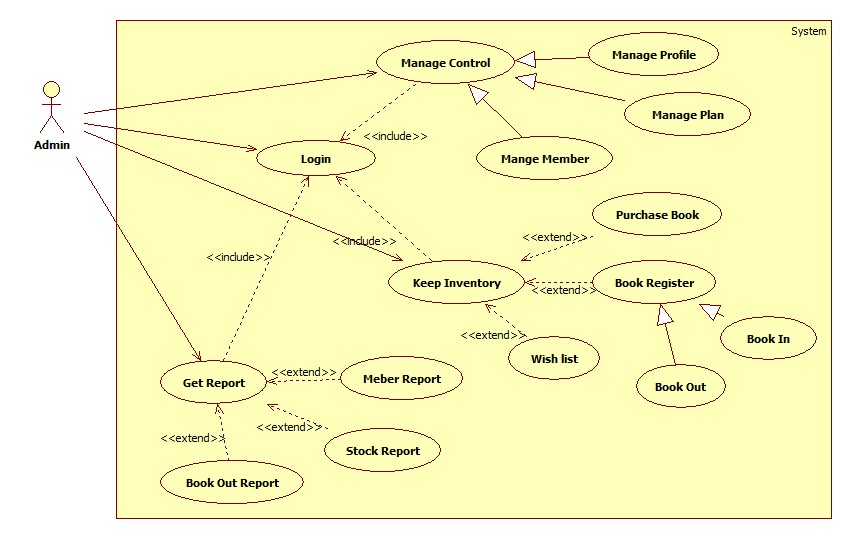 System
Manage Control
Manage Profile
Manage Plan
Admin
<<include>>
Login
Mange Member
Purchase Book
<<extend>>
<<include>>
<<include>>
Keep Inventory
Book Register
<<extend>>
<<extend>>
Book In
Wish list
Get Report
<<extend>>
Meber Report
Book Out
<<extend>>
<<extend>>
Stock Report
Book Out Report